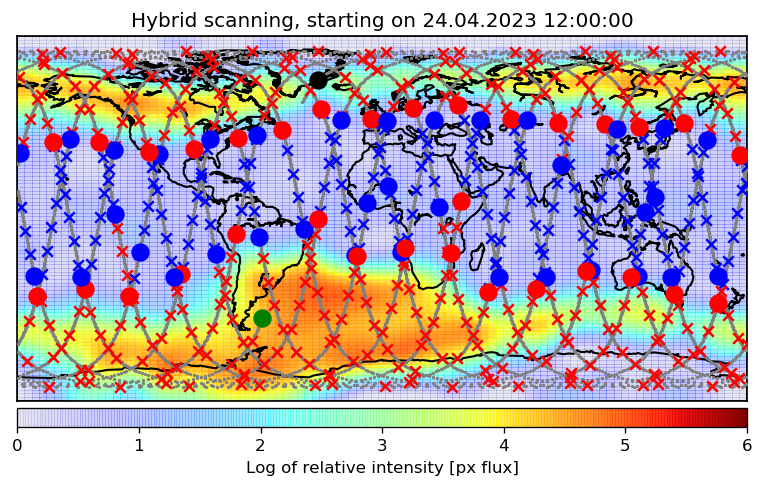 Hybrid scanning, starting on 24.04.2023 12:00:00
0 1 2 3 4 5 6
Log of relative intensity [px flux]